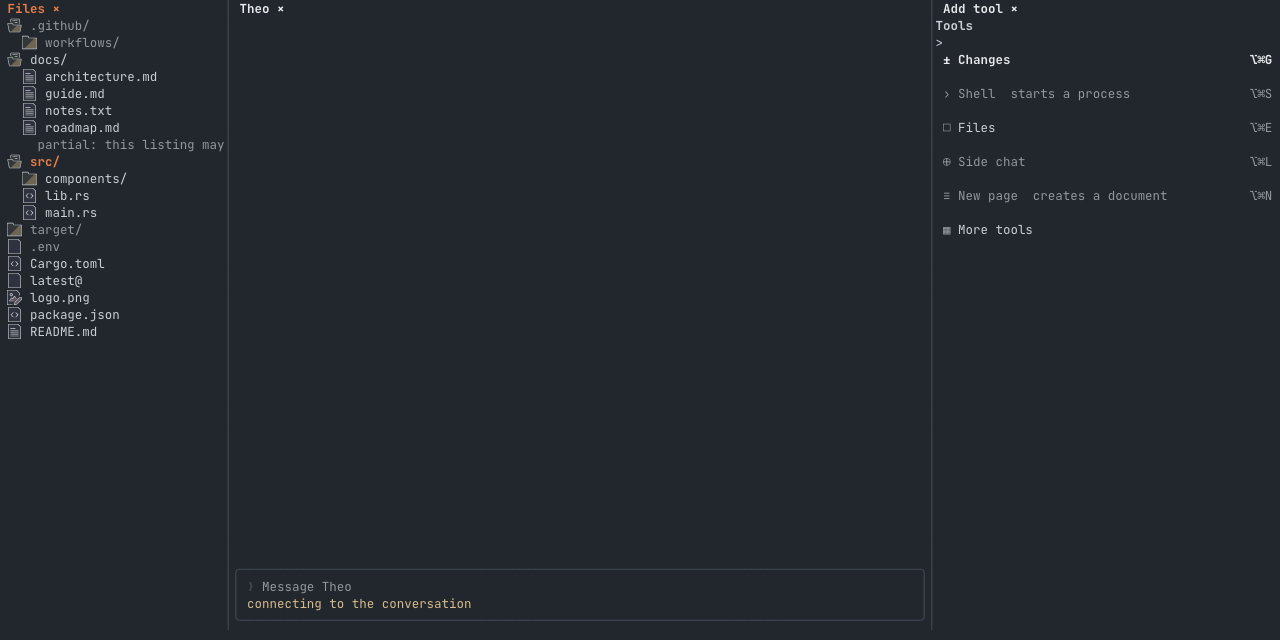 Files ×
.github/
workflows/
docs/
architecture.md
guide.md
notes.txt
roadmap.md
partial: this listing may
src/
components/
lib.rs
main.rs
target/
.env
Cargo.toml
latest@
logo.png
package.json
README.md
Theo ×
⟩ Message Theo
connecting to the conversation
Add tool ×
Tools
>
± Changes ⌥⌘G
› Shell starts a process ⌥⌘S
□ Files ⌥⌘E
⊕ Side chat ⌥⌘L
≡ New page creates a document ⌥⌘N
▦ More tools